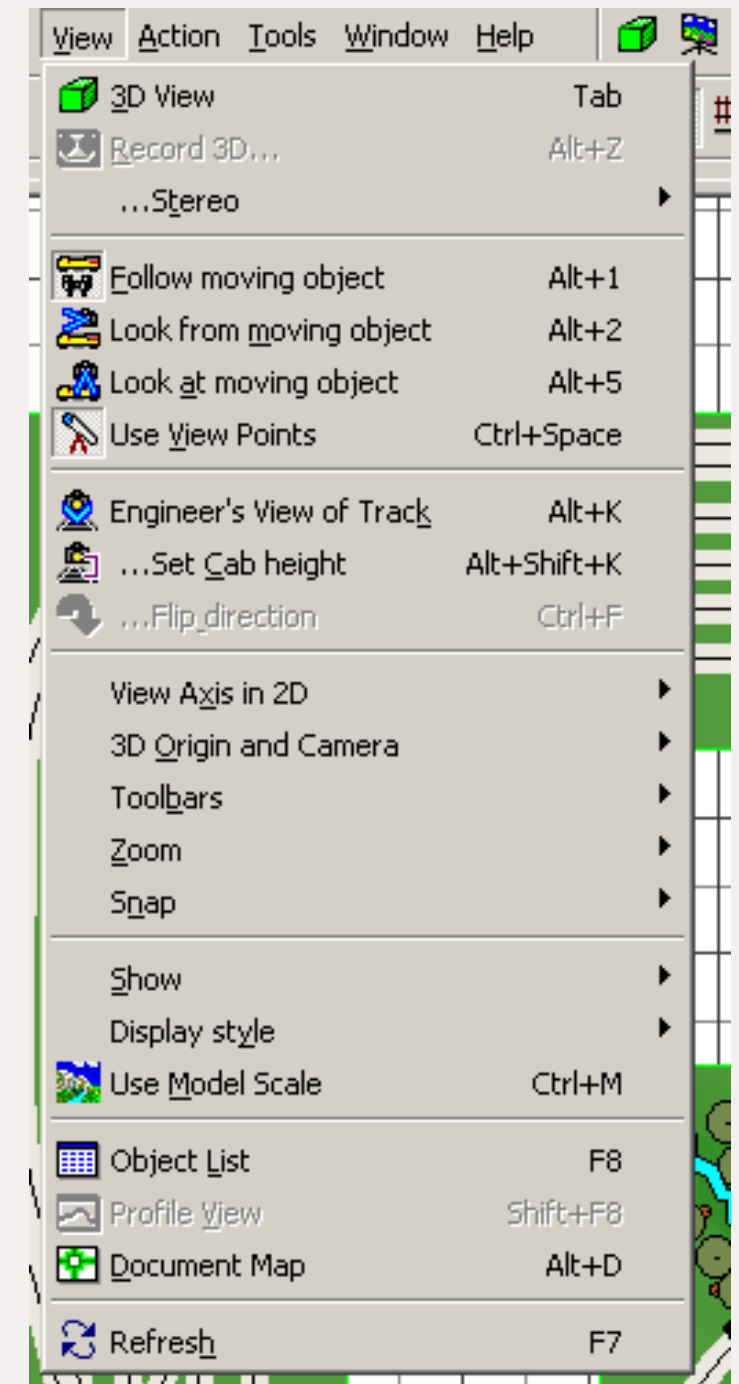 View Action Tools Window Help
3D View Tab
Record 3D... Alt+Z
...Stereo
Follow moving object Alt+1
Look from moving object Alt+2
Look at moving object Alt+5
Use View Points Ctrl+Space
Engineer's View of Track Alt+K
...Set Cab height Alt+Shift+K
...Flip direction Ctrl+F
View Axis in 2D
3D Origin and Camera
Toolbars
Zoom
Snap
Show
Display style
Use Model Scale Ctrl+M
Object List F8
Profile View Shift+F8
Document Map Alt+D
Refresh F7